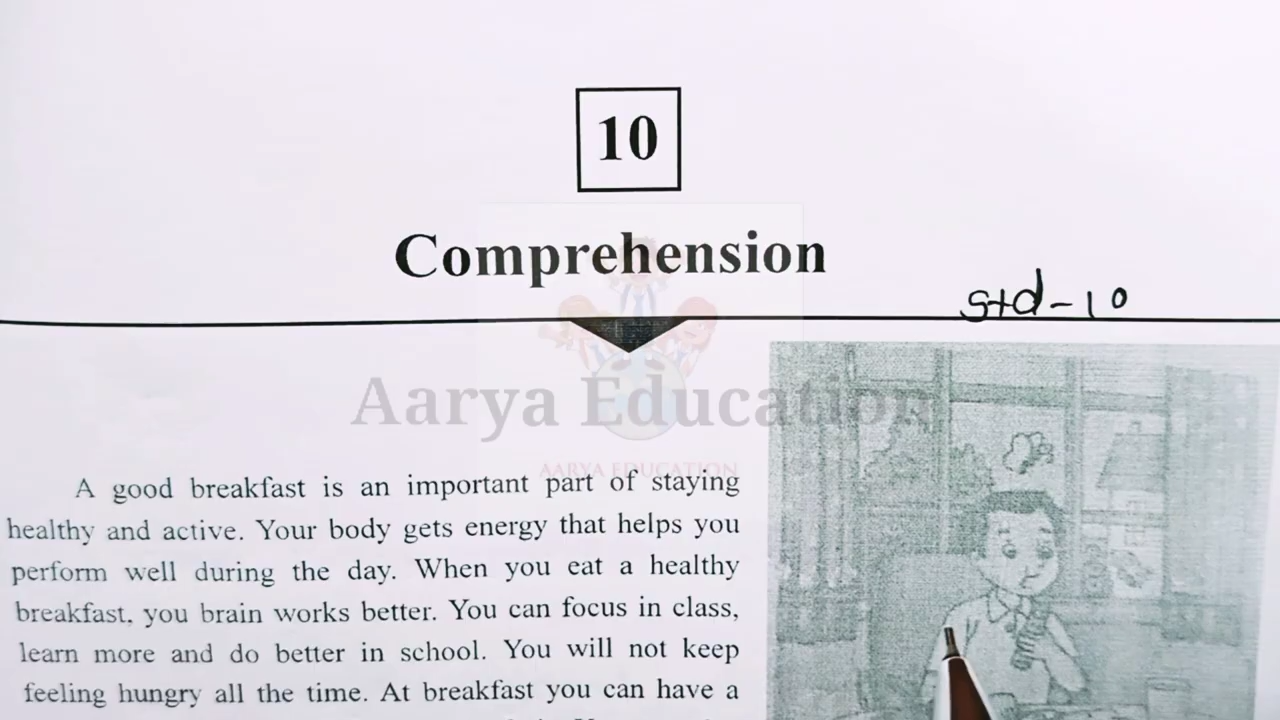 10
Comprehension
std-10
Aarya Education
AARYA EDUCATION
A good breakfast is an important part of staying
healthy and active. Your body gets energy that helps you
perform well during the day. When you eat a healthy
breakfast, you brain works better. You can focus in class,
learn more and do better in school. You will not keep
feeling hungry all the time. At breakfast you can have a